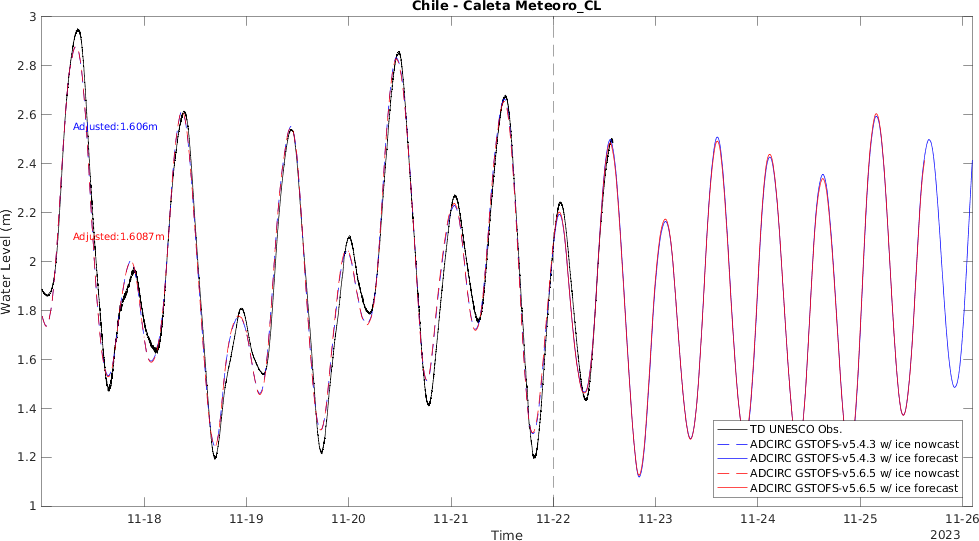 Chile - Caleta Meteoro_CL
3
2.8
2.6
2.4
2.2
2
1.8
1.6
1.4
1.2
1
Water Level (m)
Adjusted:1.606m
Adjusted:1.6087m
TD UNESCO Obs.
ADCIRC GSTOFS-v5.4.3 w/ ice nowcast
ADCIRC GSTOFS-v5.4.3 w/ ice forecast
ADCIRC GSTOFS-v5.6.5 w/ ice nowcast
ADCIRC GSTOFS-v5.6.5 w/ ice forecast
11-18 11-19 11-20 11-21 11-22 11-23 11-24 11-25 11-26
Time
2023